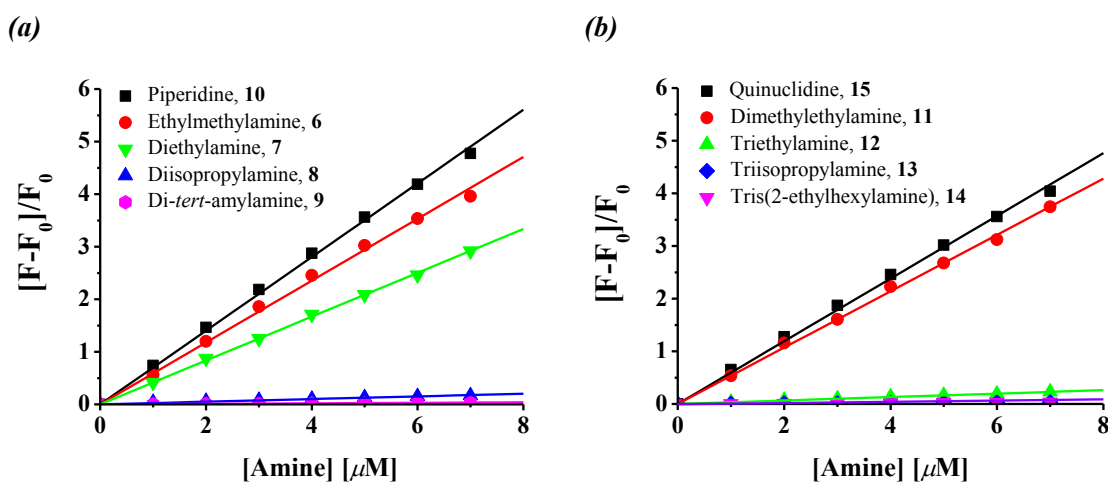 (a)
[F-F0]/F0
6
5
4
3
2
1
0
Piperidine, 10
Ethylmethylamine, 6
Diethylamine, 7
Diisopropylamine, 8
Di-tert-amylamine, 9
0 2 4 6 8
[Amine] [μM]
(b)
[F-F0]/F0
6
5
4
3
2
1
0
Quinuclidine, 15
Dimethylethylamine, 11
Triethylamine, 12
Triisopropylamine, 13
Tris(2-ethylhexylamine), 14
0 2 4 6 8
[Amine] [μM]